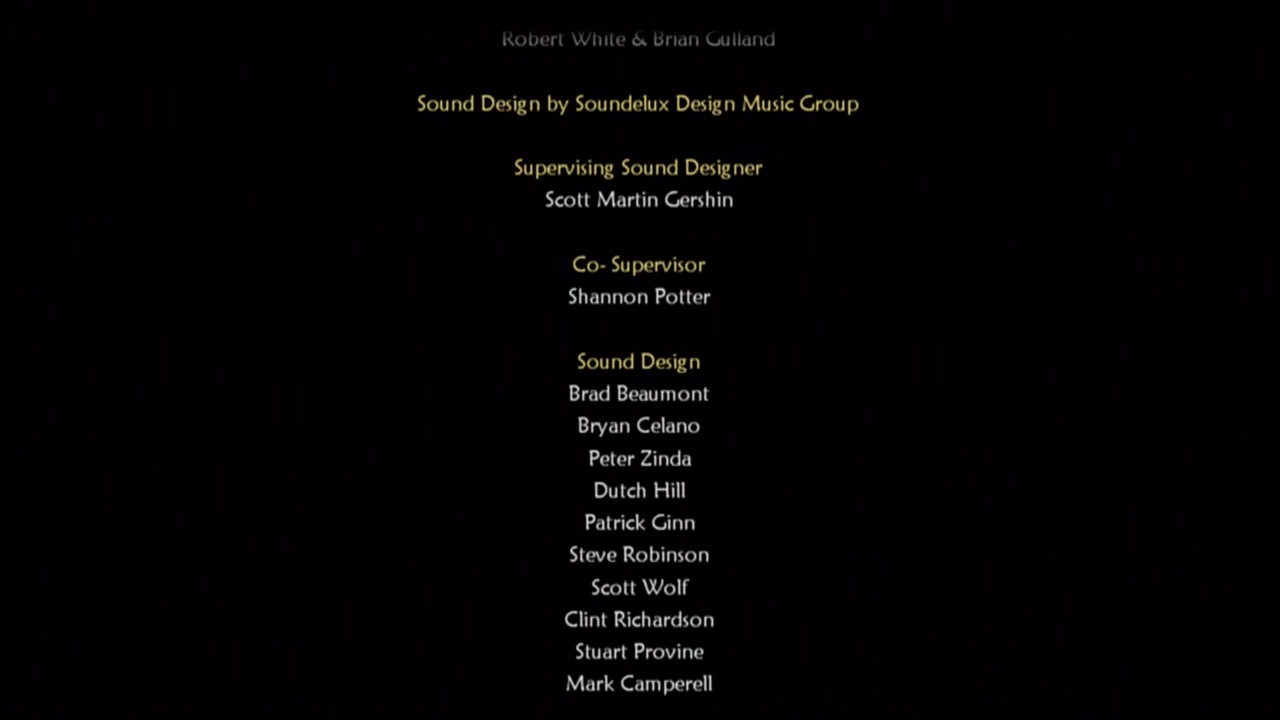 Robert White & Brian Gulland
Sound Design by Soundelux Design Music Group
Supervising Sound Designer
Scott Martin Gershin
Co- Supervisor
Shannon Potter
Sound Design
Brad Beaumont
Bryan Celano
Peter Zinda
Dutch Hill
Patrick Ginn
Steve Robinson
Scott Wolf
Clint Richardson
Stuart Provine
Mark Camperell